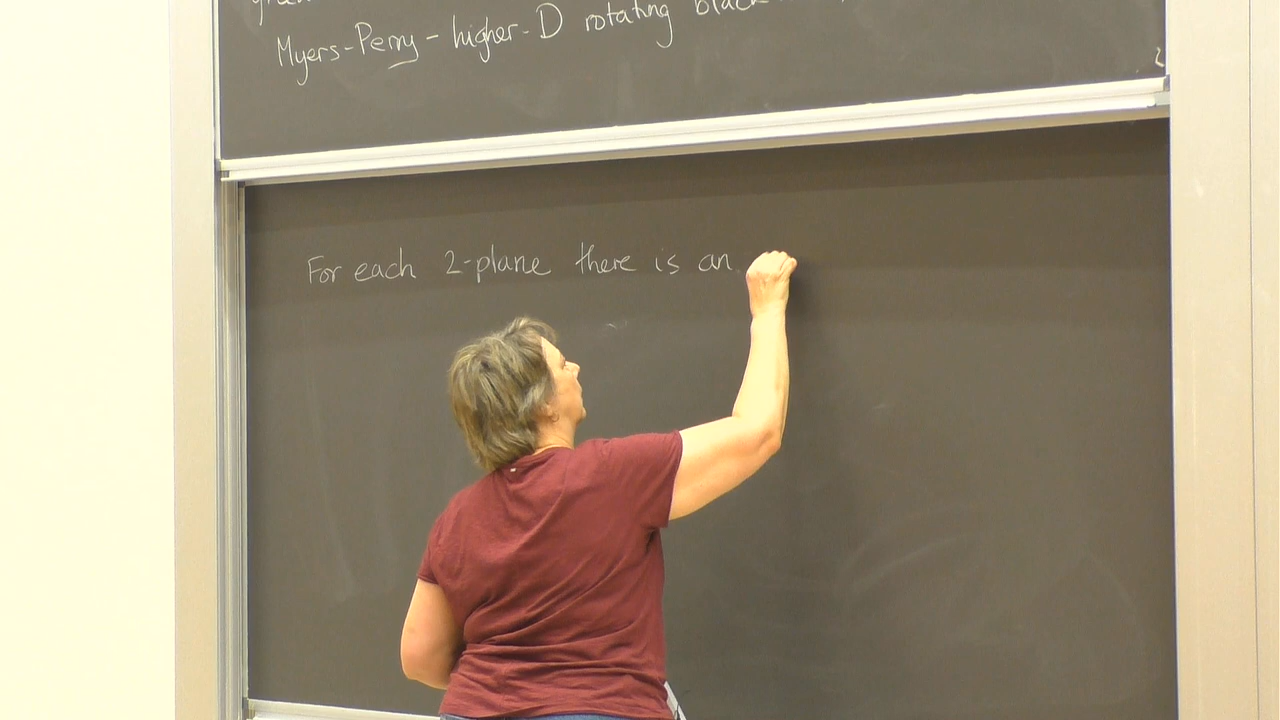 Myers-Perry - higher-D rotating black
For each 2-plane there is an